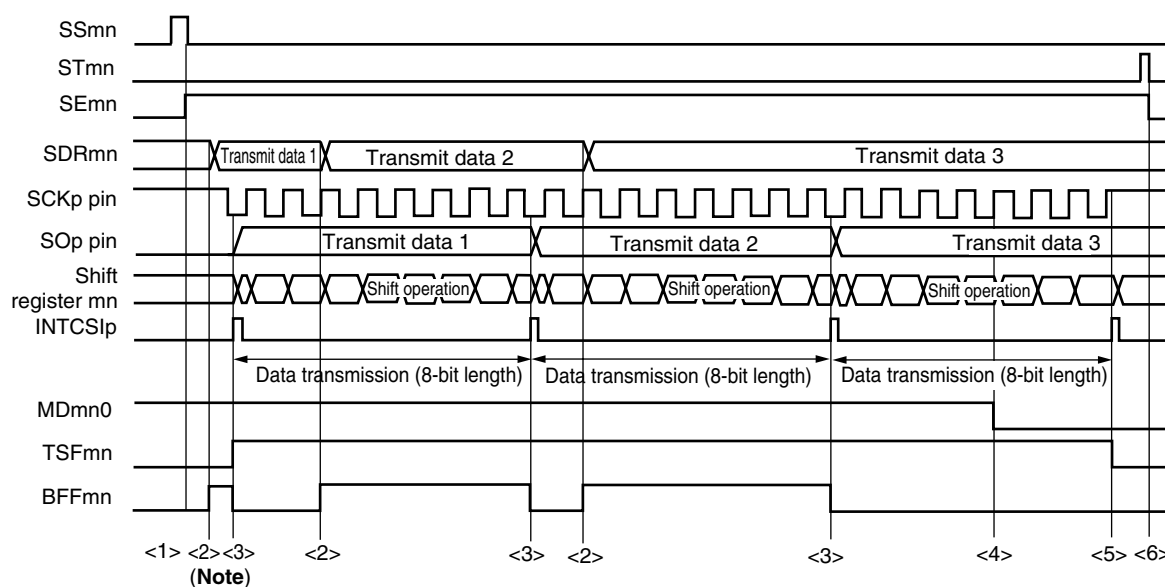 SSmn
STmn
SEmn
SDRmn Transmit data 1 Transmit data 2 Transmit data 3
SCKp pin
SOp pin Transmit data 1 Transmit data 2 Transmit data 3
Shift
register mn Shift operation Shift operation Shift operation
INTCSIp
Data transmission (8-bit length) Data transmission (8-bit length) Data transmission (8-bit length)
MDmn0
TSFmn
BFFmn
<1> <2> <3> <2> <3> <2> <3> <4> <5> <6>
(Note)